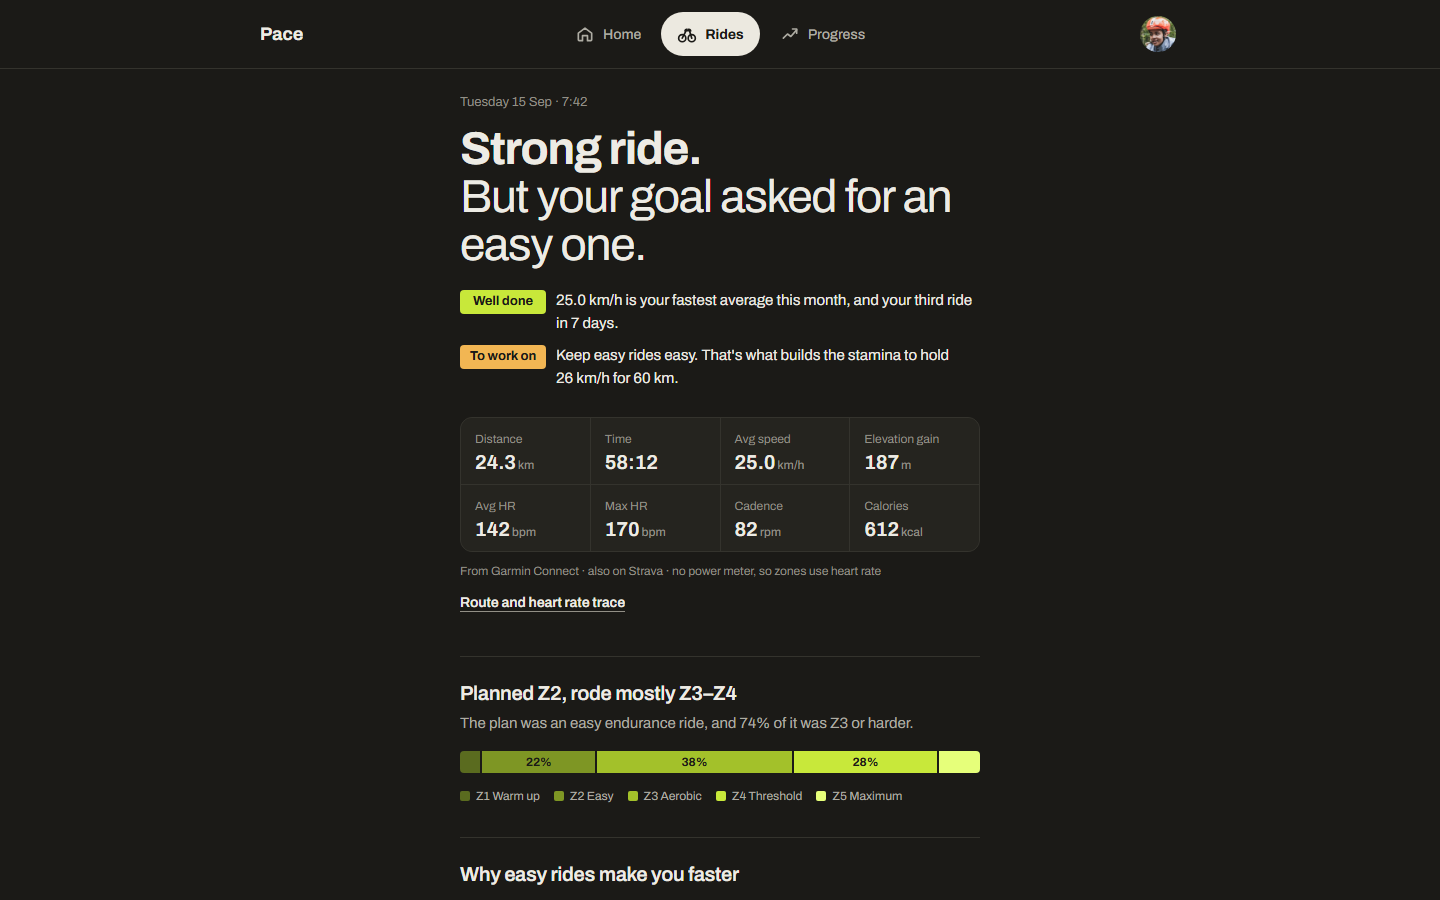 Pace
Home
Rides
Progress
Tuesday 15 Sep · 7:42
Strong ride.
But your goal asked for an
easy one.
Well done
25.0 km/h is your fastest average this month, and your third ride
in 7 days.
To work on
Keep easy rides easy. That's what builds the stamina to hold
26 km/h for 60 km.
Distance
24.3 km
Time
58:12
Avg speed
25.0 km/h
Elevation gain
187 m
Avg HR
142 bpm
Max HR
170 bpm
Cadence
82 rpm
Calories
612 kcal
From Garmin Connect · also on Strava · no power meter, so zones use heart rate
Route and heart rate trace
Planned Z2, rode mostly Z3–Z4
The plan was an easy endurance ride, and 74% of it was Z3 or harder.
22%
38%
28%
Z1 Warm up
Z2 Easy
Z3 Aerobic
Z4 Threshold
Z5 Maximum
Why easy rides make you faster